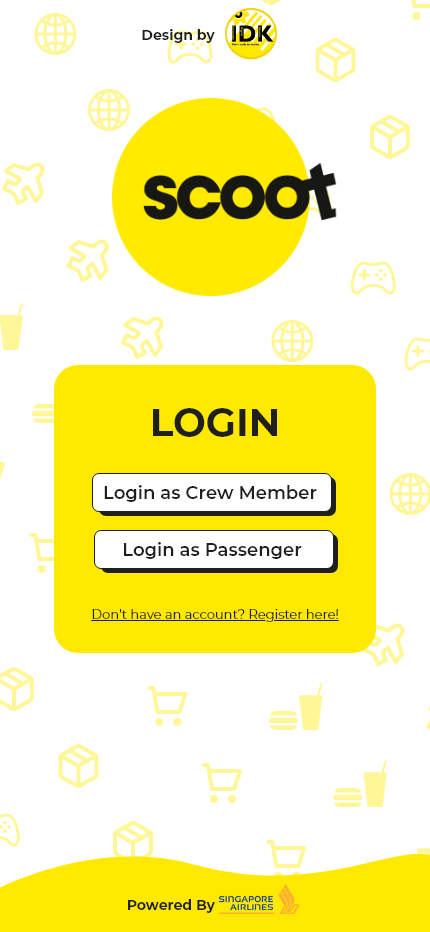 Design by IDK
scoot
LOGIN
Login as Crew Member
Login as Passenger
Don't have an account? Register here!
Powered By SINGAPORE
AIRLINES